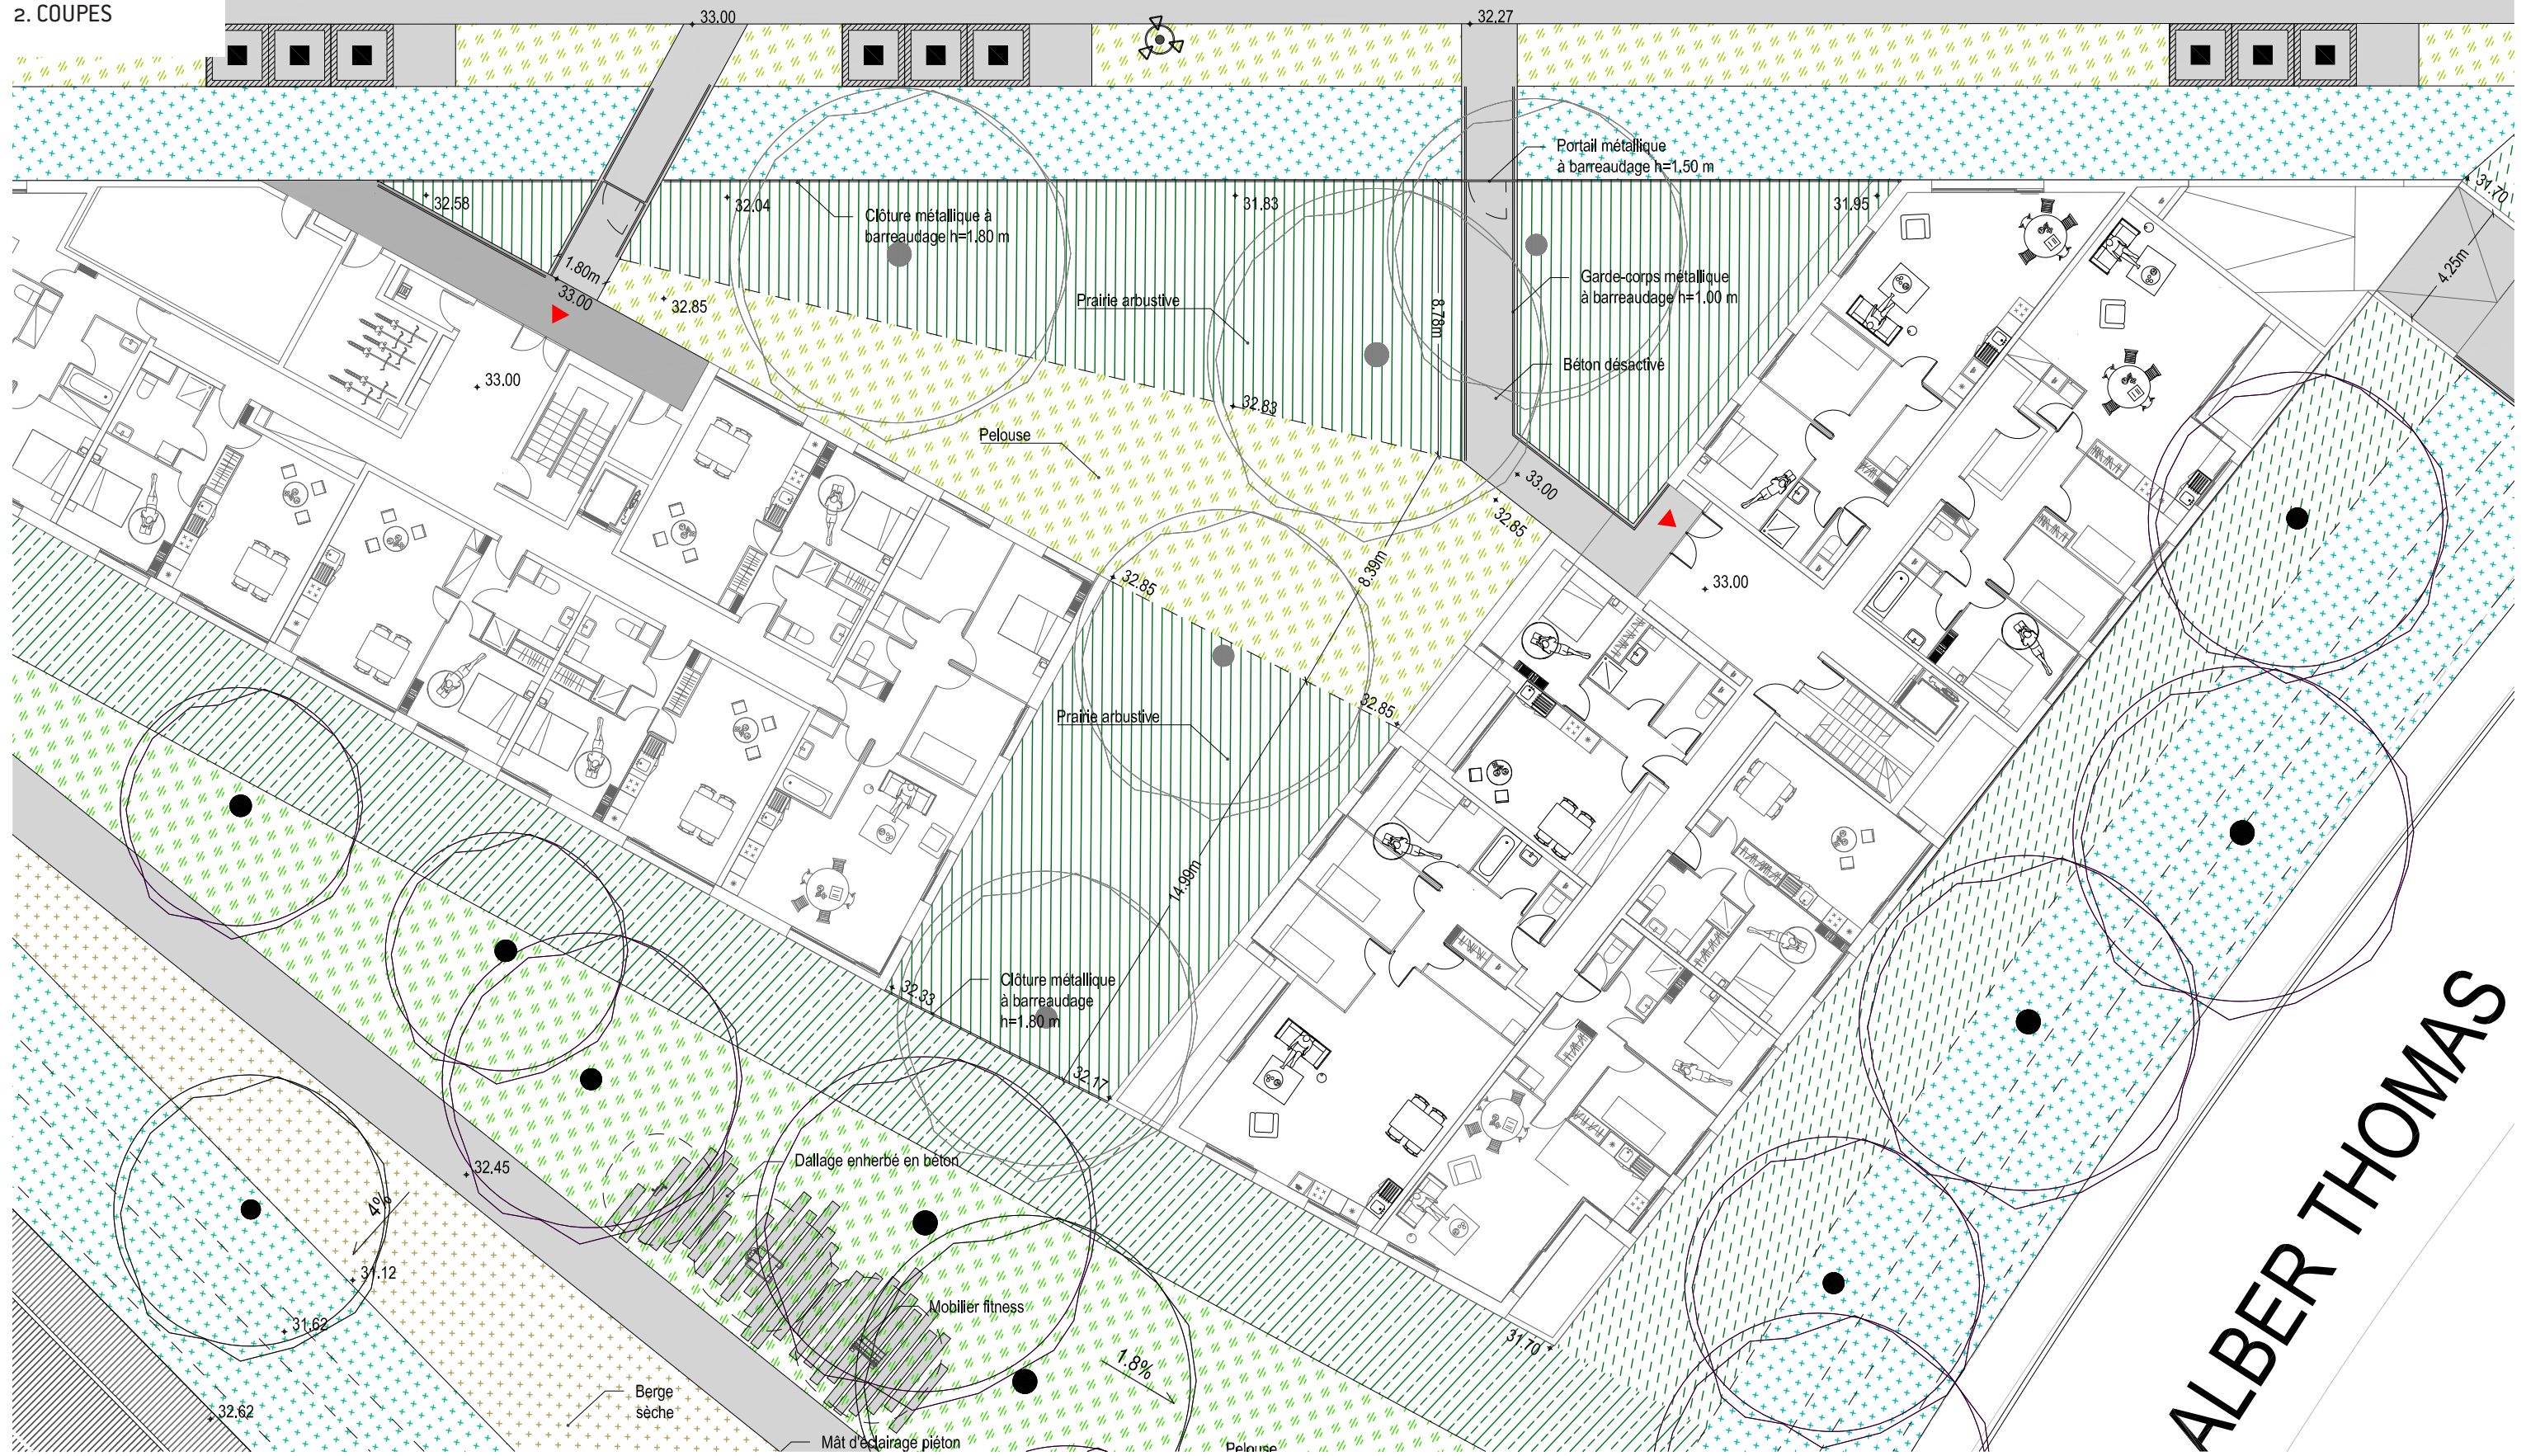 2. COUPES
33.00
32.27
Portail métallique
à barreaudage h=1.50 m
31.70
32.58
32.04
31.83
31.95
Clôture métallique à
barreaudage h=1.80 m
1.80m
33.00
4.25m
Garde-corps métallique
à barreaudage h=1.00 m
32.85
Prairie arbustive
8.78m
Béton désactivé
33.00
32.83
Pelouse
33.00
32.85
8.39m
32.85
33.00
32.85
Prairie arbustive
14.99m
Clôture métallique
à barreaudage
h=1.80 m
32.33
32.17
Dallage enherbé en béton
32.45
4%
31.12
Mobilier fitness
31.62
31.70
1.8%
Berge
sèche
32.62
Mât d'éclairage piéton
Pelouse
ALBER THOMAS